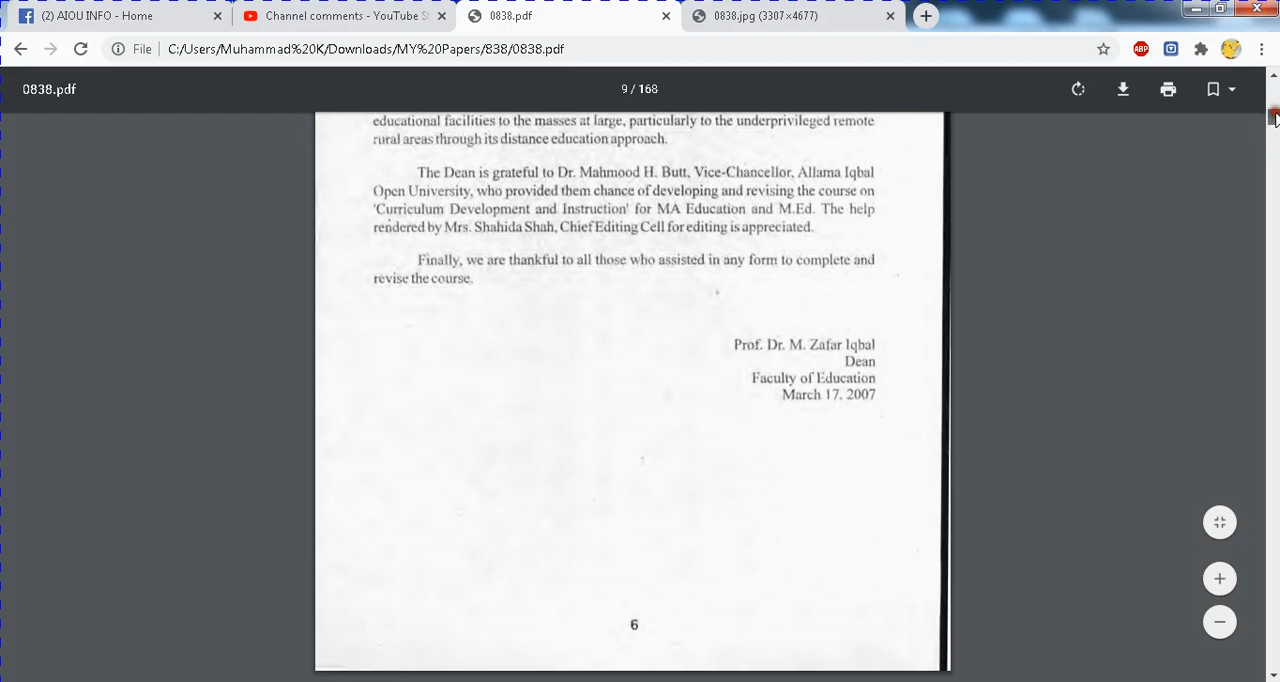 (2) AIOU INFO - Home
Channel comments - YouTube S
0838.pdf
0838.jpg (3307×4677)
File
C:/Users/Muhammad%20K/Downloads/MY%20Papers/838/0838.pdf
ABP
0838.pdf
9 / 168
educational facilities to the masses at large, particularly to the underprivileged remote
rural areas through its distance education approach.
The Dean is grateful to Dr. Mahmood H. Butt, Vice-Chancellor, Allama Iqbal
Open University, who provided them chance of developing and revising the course on
'Curriculum Development and Instruction' for MA Education and M.Ed. The help
rendered by Mrs. Shahida Shah, Chief Editing Cell for editing is appreciated.
Finally, we are thankful to all those who assisted in any form to complete and
revise the course.
Prof. Dr. M. Zafar Iqbal
Dean
Faculty of Education
March 17, 2007
6